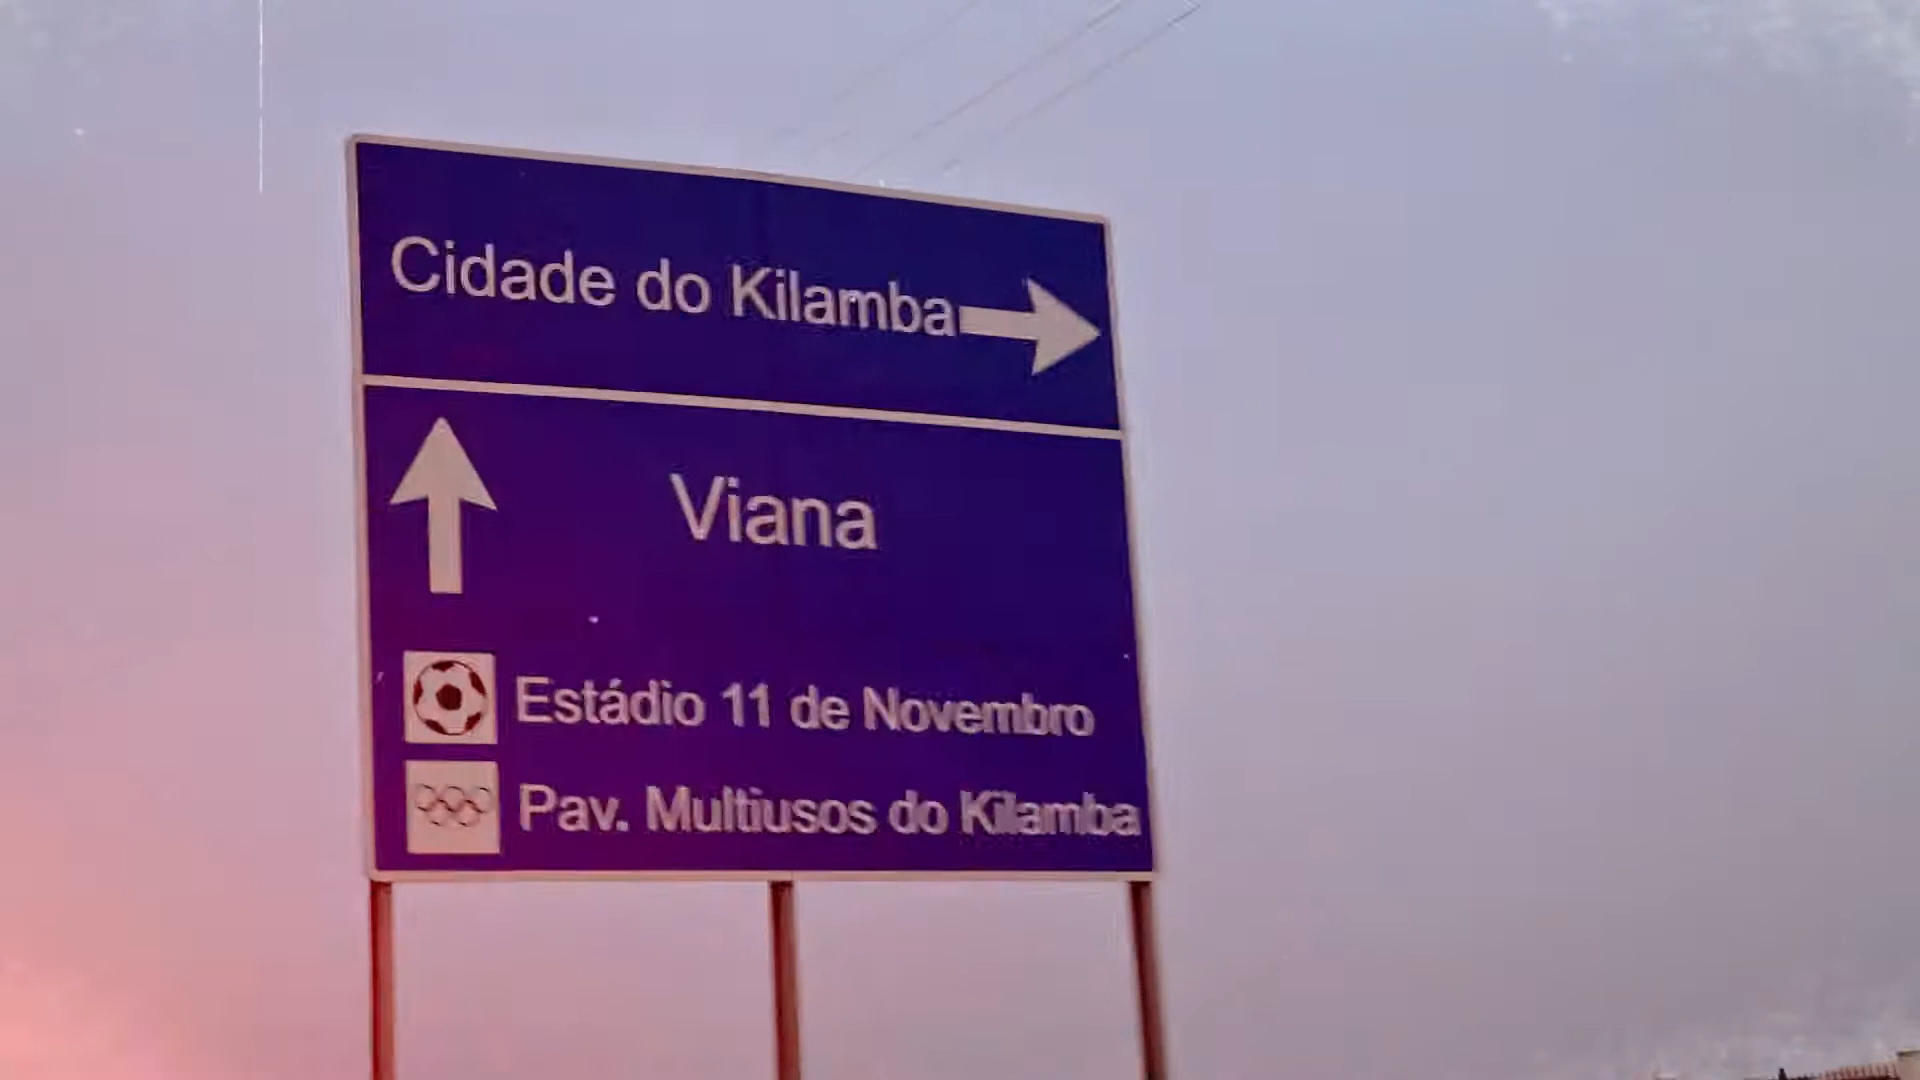 Cidade do Kilamba
Viana
Estádio 11 de Novembro
Pav. Multiusos do Kilamba